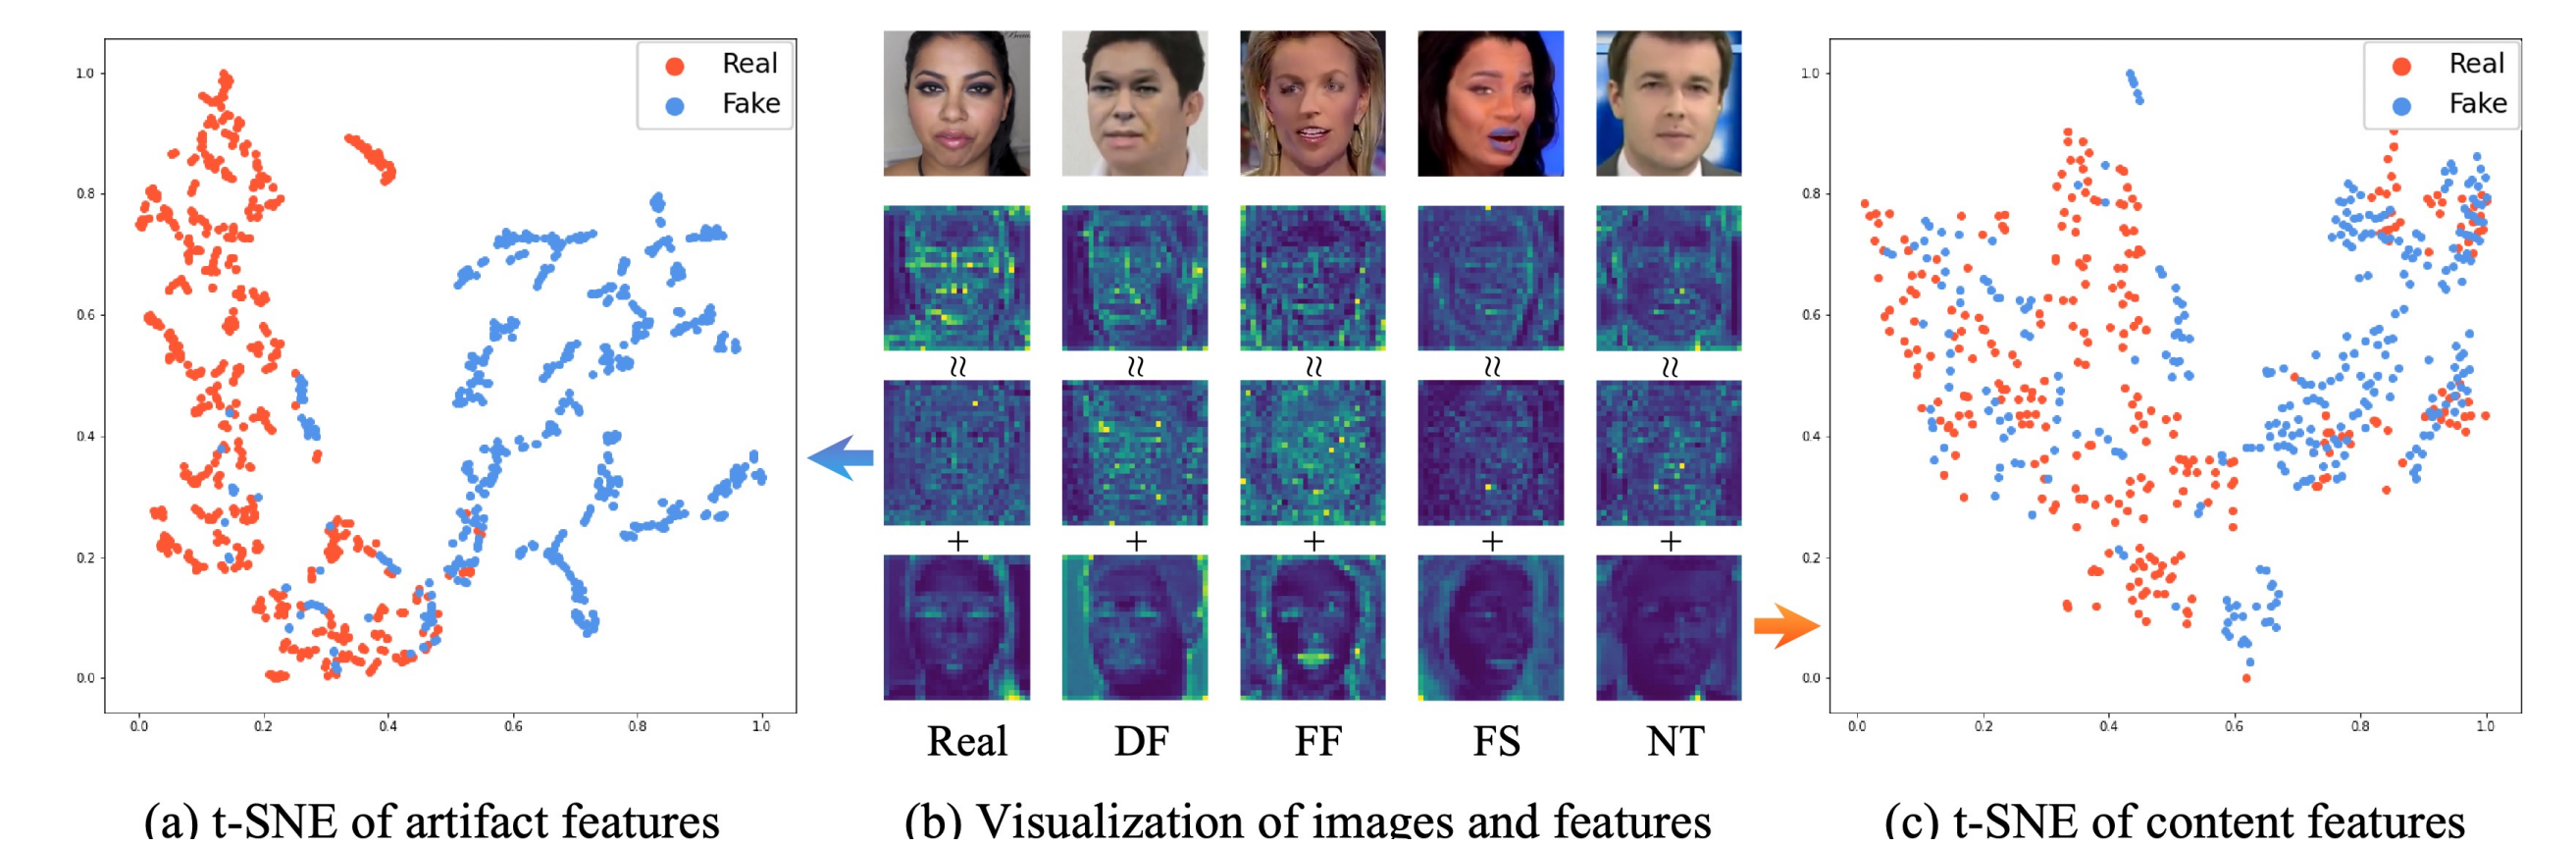 Real
Fake
1.0
0.8
0.6
0.4
0.2
0.0
0.0 0.2 0.4 0.6 0.8 1.0
(a) t-SNE of artifact features
≈ ≈ ≈ ≈ ≈
+ + + + +
Real DF FF FS NT
(b) Visualization of images and features
Real
Fake
1.0
0.8
0.6
0.4
0.2
0.0
0.0 0.2 0.4 0.6 0.8 1.0
(c) t-SNE of content features